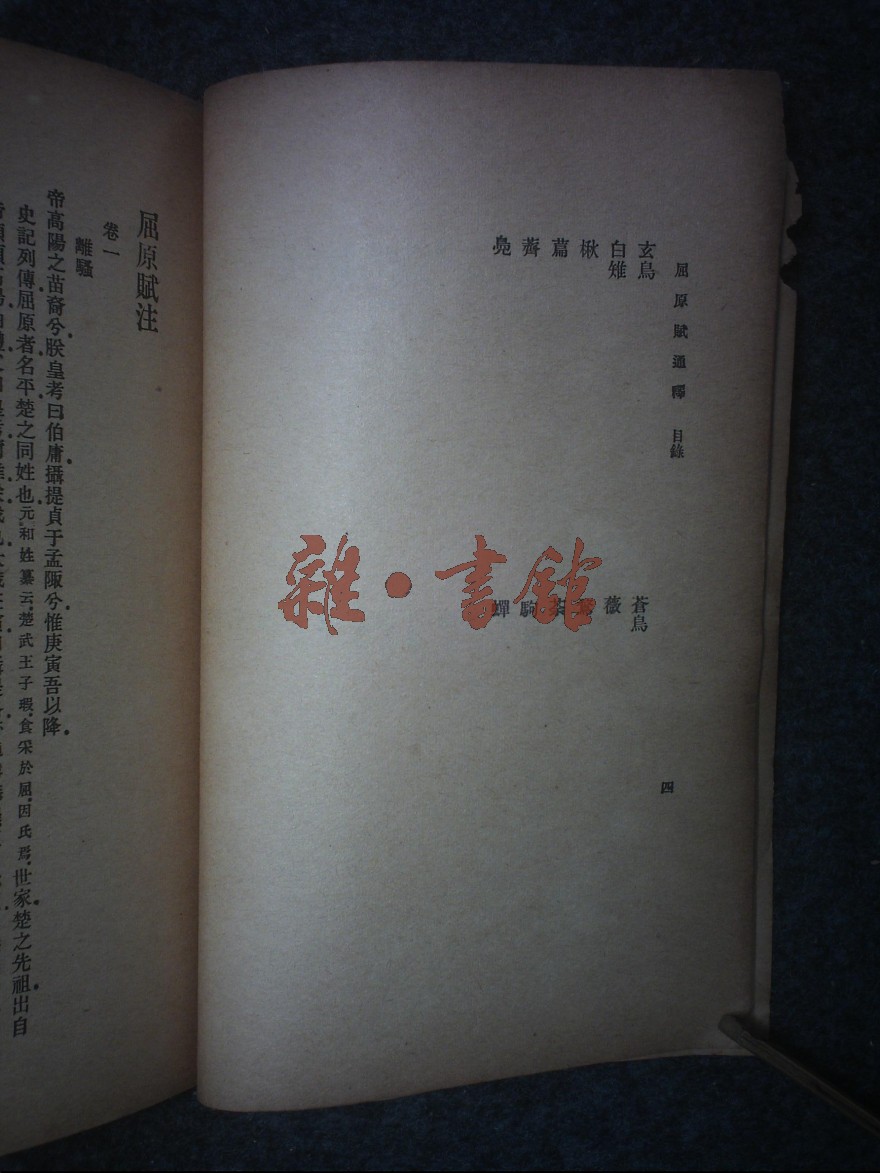 屈原賦通釋 目錄
四
玄鳥
蒼鳥
白雉
薇
楸
萹
薺
駒
鳧
蟬
雜·書館
屈原賦注
卷一
離騷
帝高陽之苗裔兮朕皇考曰伯庸攝提貞于孟陬兮惟庚寅吾以降
史記列傳屈原者名平楚之同姓也元和姓纂云楚武王子瑕食采於屈因氏焉世家楚之先祖出自